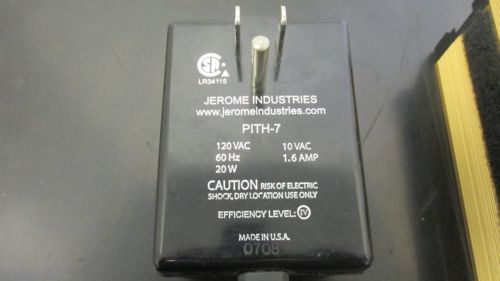 LR34115
JEROME INDUSTRIES
www.jeromeindustries.com
PITH-7
120 VAC 10 VAC
60 Hz 1.6 AMP
20 W
CAUTION RISK OF ELECTRIC
SHOCK, DRY LOCATION USE ONLY
EFFICIENCY LEVEL: IV
MADE IN U.S.A.
0708